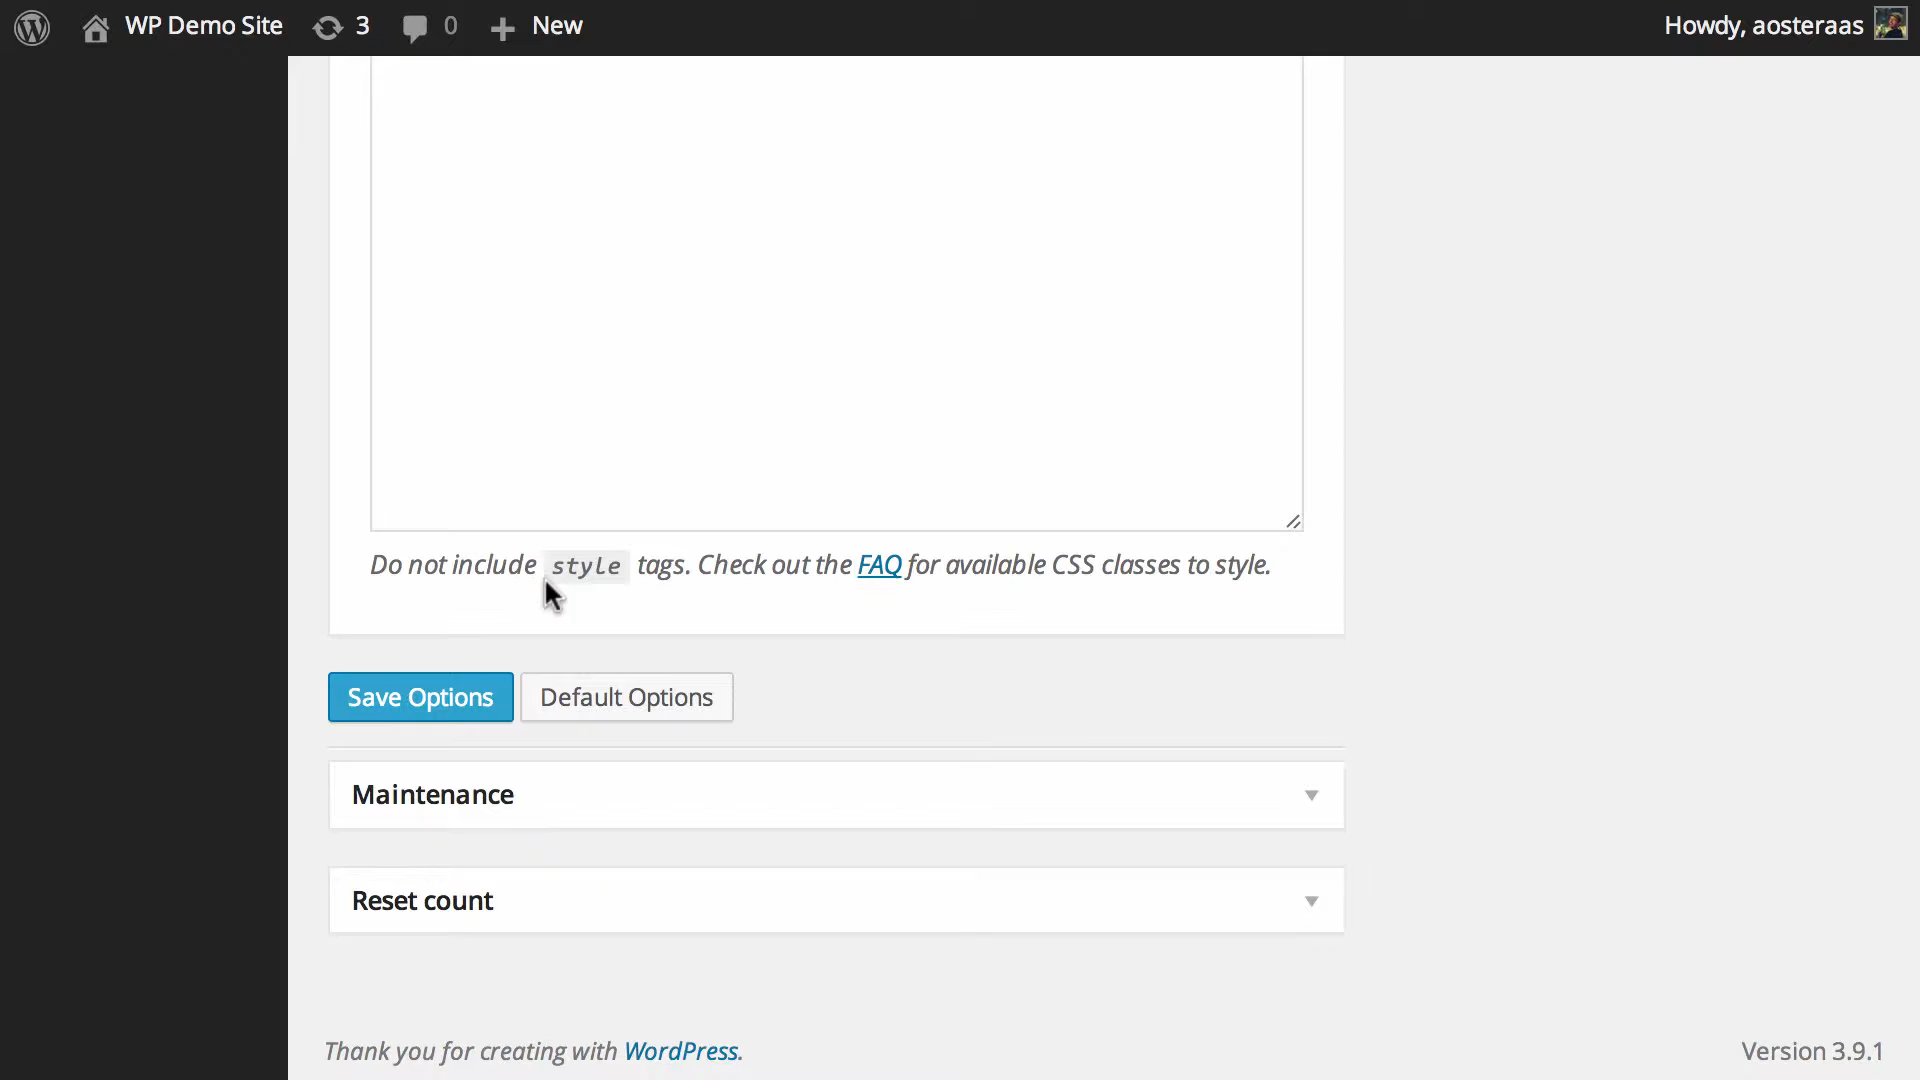 WP Demo Site 3 0 New Howdy, aosteraas
Do not include style tags. Check out the FAQ for available CSS classes to style.
Save Options Default Options
Maintenance
Reset count
Thank you for creating with WordPress. Version 3.9.1